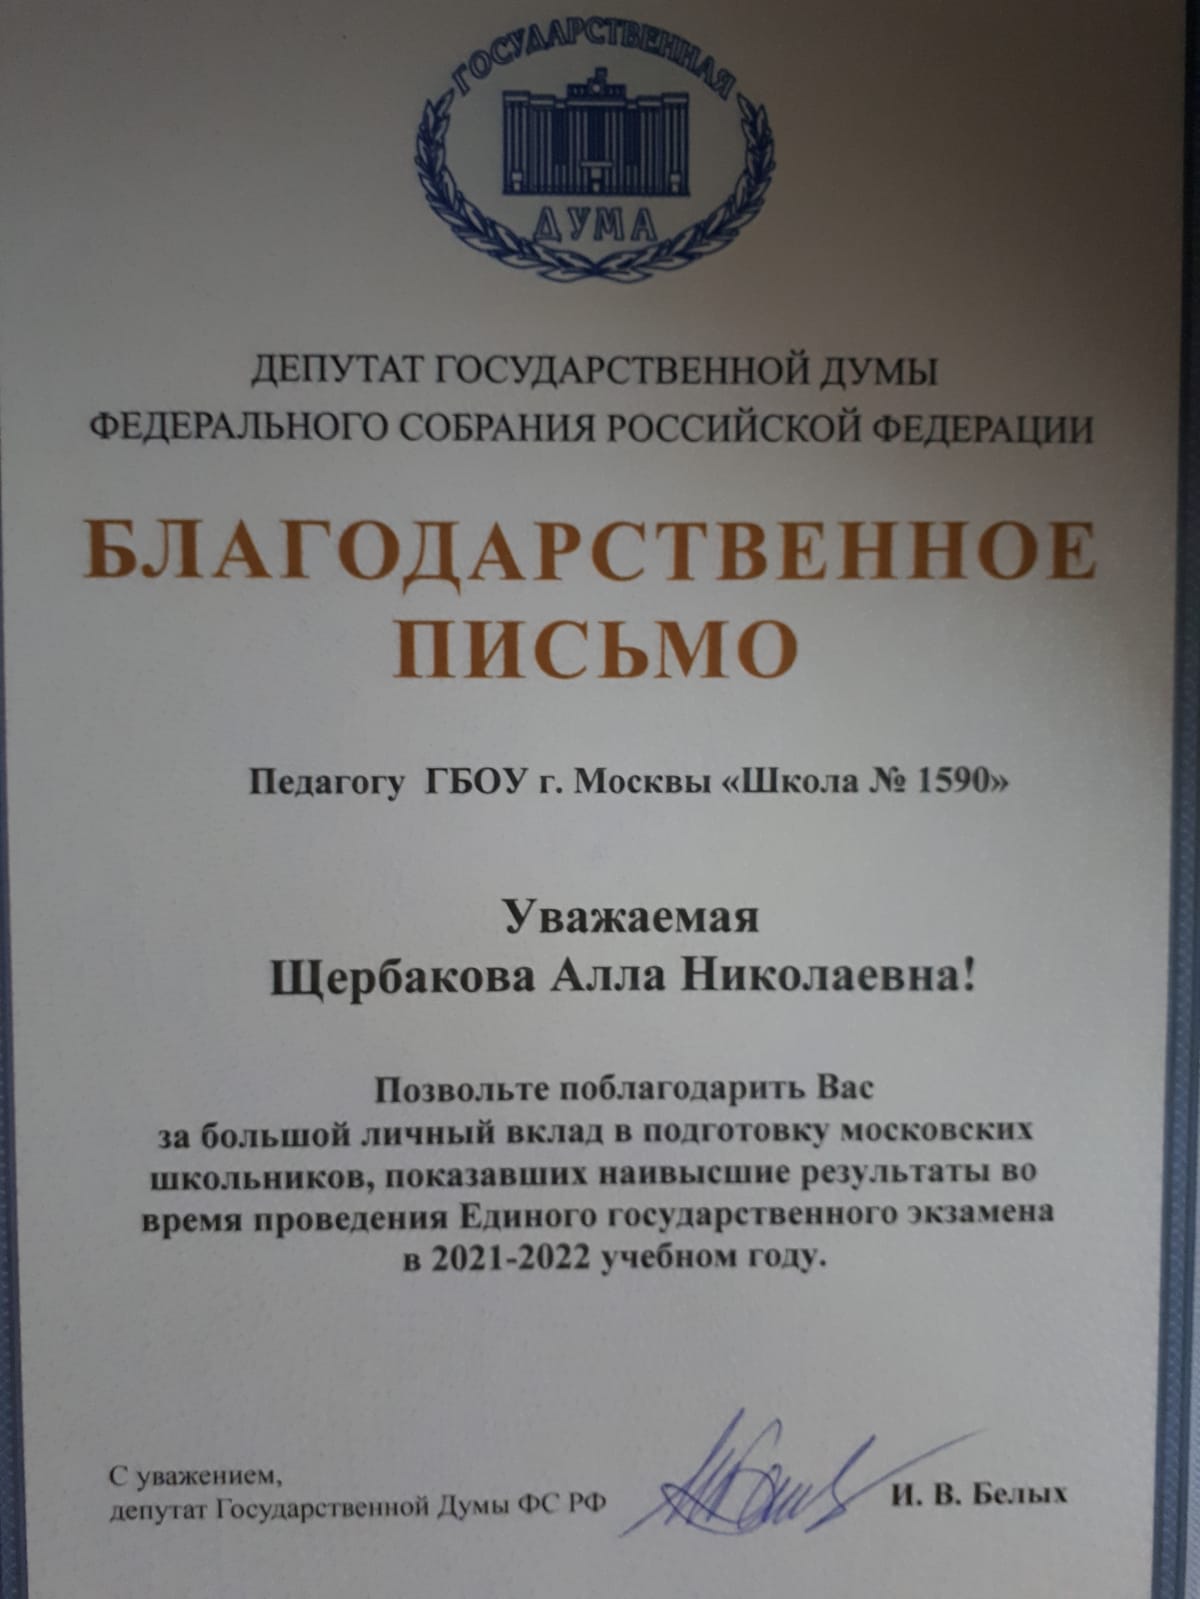 ГОСУДАРСТВЕННАЯ
ДУМА
ДЕПУТАТ ГОСУДАРСТВЕННОЙ ДУМЫ
ФЕДЕРАЛЬНОГО СОБРАНИЯ РОССИЙСКОЙ ФЕДЕРАЦИИ
БЛАГОДАРСТВЕННОЕ
ПИСЬМО
Педагогу ГБОУ г. Москвы «Школа № 1590»
Уважаемая
Щербакова Алла Николаевна!
Позвольте поблагодарить Вас
за большой личный вклад в подготовку московских
школьников, показавших наивысшие результаты во
время проведения Единого государственного экзамена
в 2021-2022 учебном году.
С уважением,
депутат Государственной Думы ФС РФ
И. В. Белых